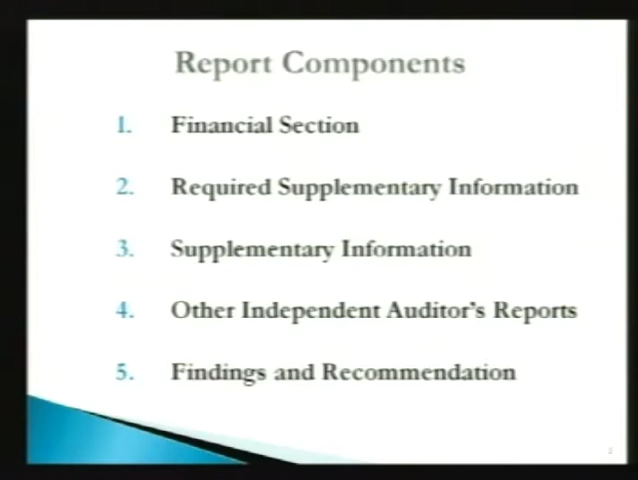 Report Components
1. Financial Section
2. Required Supplementary Information
3. Supplementary Information
4. Other Independent Auditor's Reports
5. Findings and Recommendation